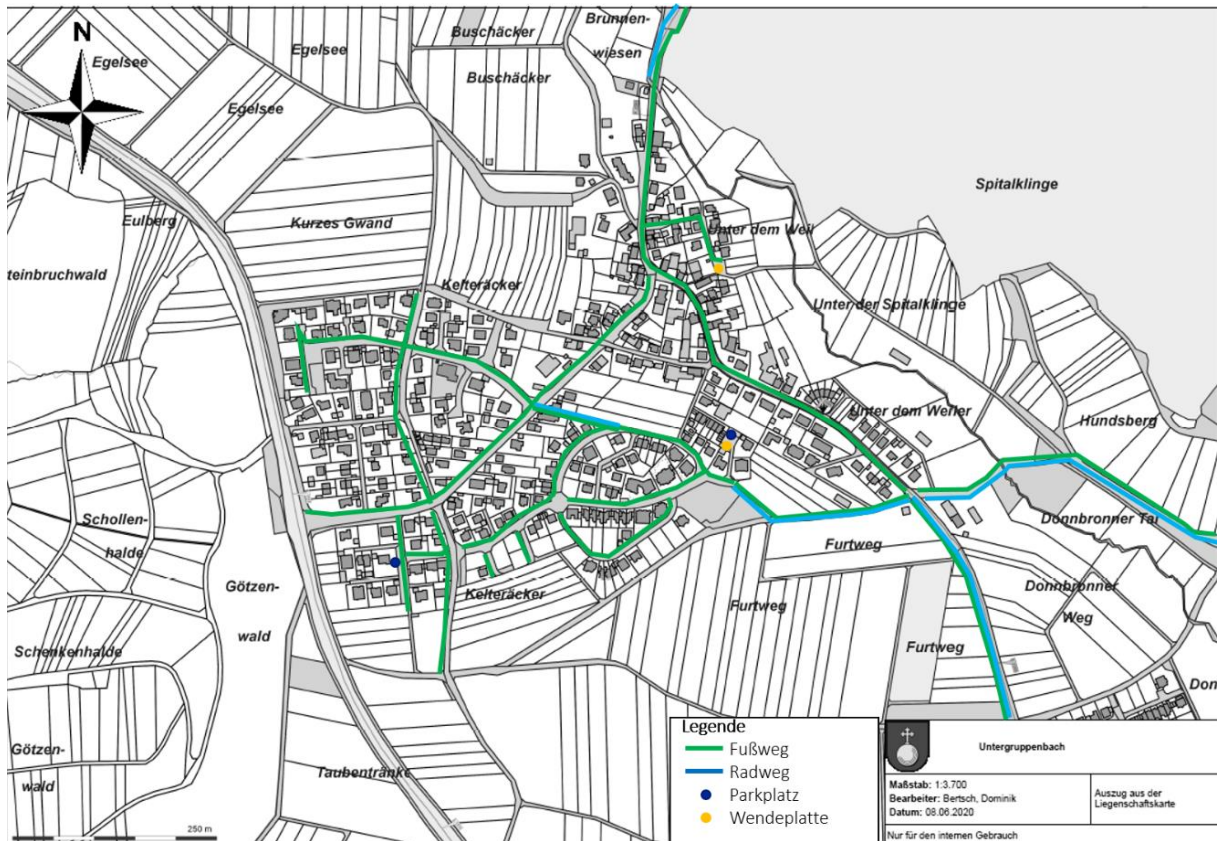 N
Egelsee
Egelsee
Egelsee
Buschäcker
Buschäcker
Brunnen-
wiesen
Spitalklinge
Eulberg
Kurzes Gwand
Unter dem Weil
teinbruchwald
Kelteräcker
Unter der Spitalklinge
Unter dem Weiler
Hundsberg
Schollen-
halde
Donnbronner Tal
Götzen-
wald
Kelteräcker
Furtweg
Furtweg
Donnbronner
Weg
Schenkenhalde
Furtweg
Don
Götzen-
wald
Taubentränke
250 m
Legende
Fußweg
Radweg
Parkplatz
Wendeplatte
Untergruppenbach
Maßstab: 1:3.700
Bearbeiter: Bertsch, Dominik
Datum: 08.06.2020
Auszug aus der
Liegenschaftskarte
Nur für den internen Gebrauch